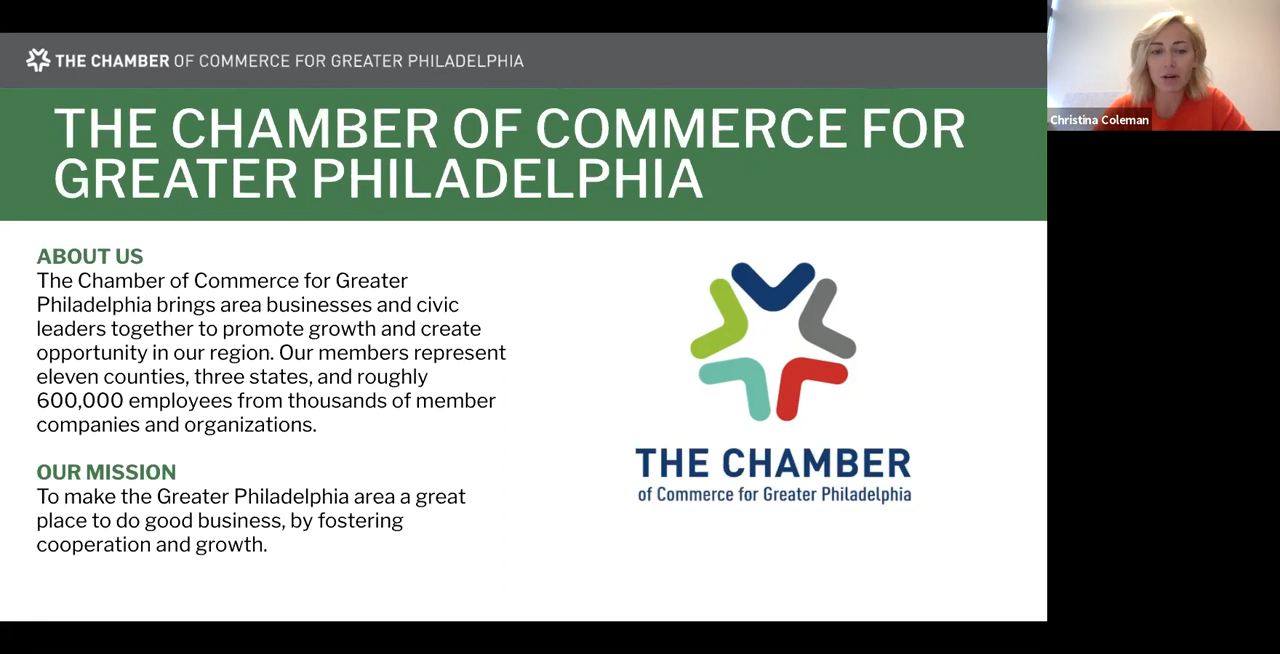 THE CHAMBER OF COMMERCE FOR GREATER PHILADELPHIA
THE CHAMBER OF COMMERCE FOR
GREATER PHILADELPHIA
ABOUT US
The Chamber of Commerce for Greater
Philadelphia brings area businesses and civic
leaders together to promote growth and create
opportunity in our region. Our members represent
eleven counties, three states, and roughly
600,000 employees from thousands of member
companies and organizations.
OUR MISSION
To make the Greater Philadelphia area a great
place to do good business, by fostering
cooperation and growth.
THE CHAMBER
of Commerce for Greater Philadelphia
Christina Coleman